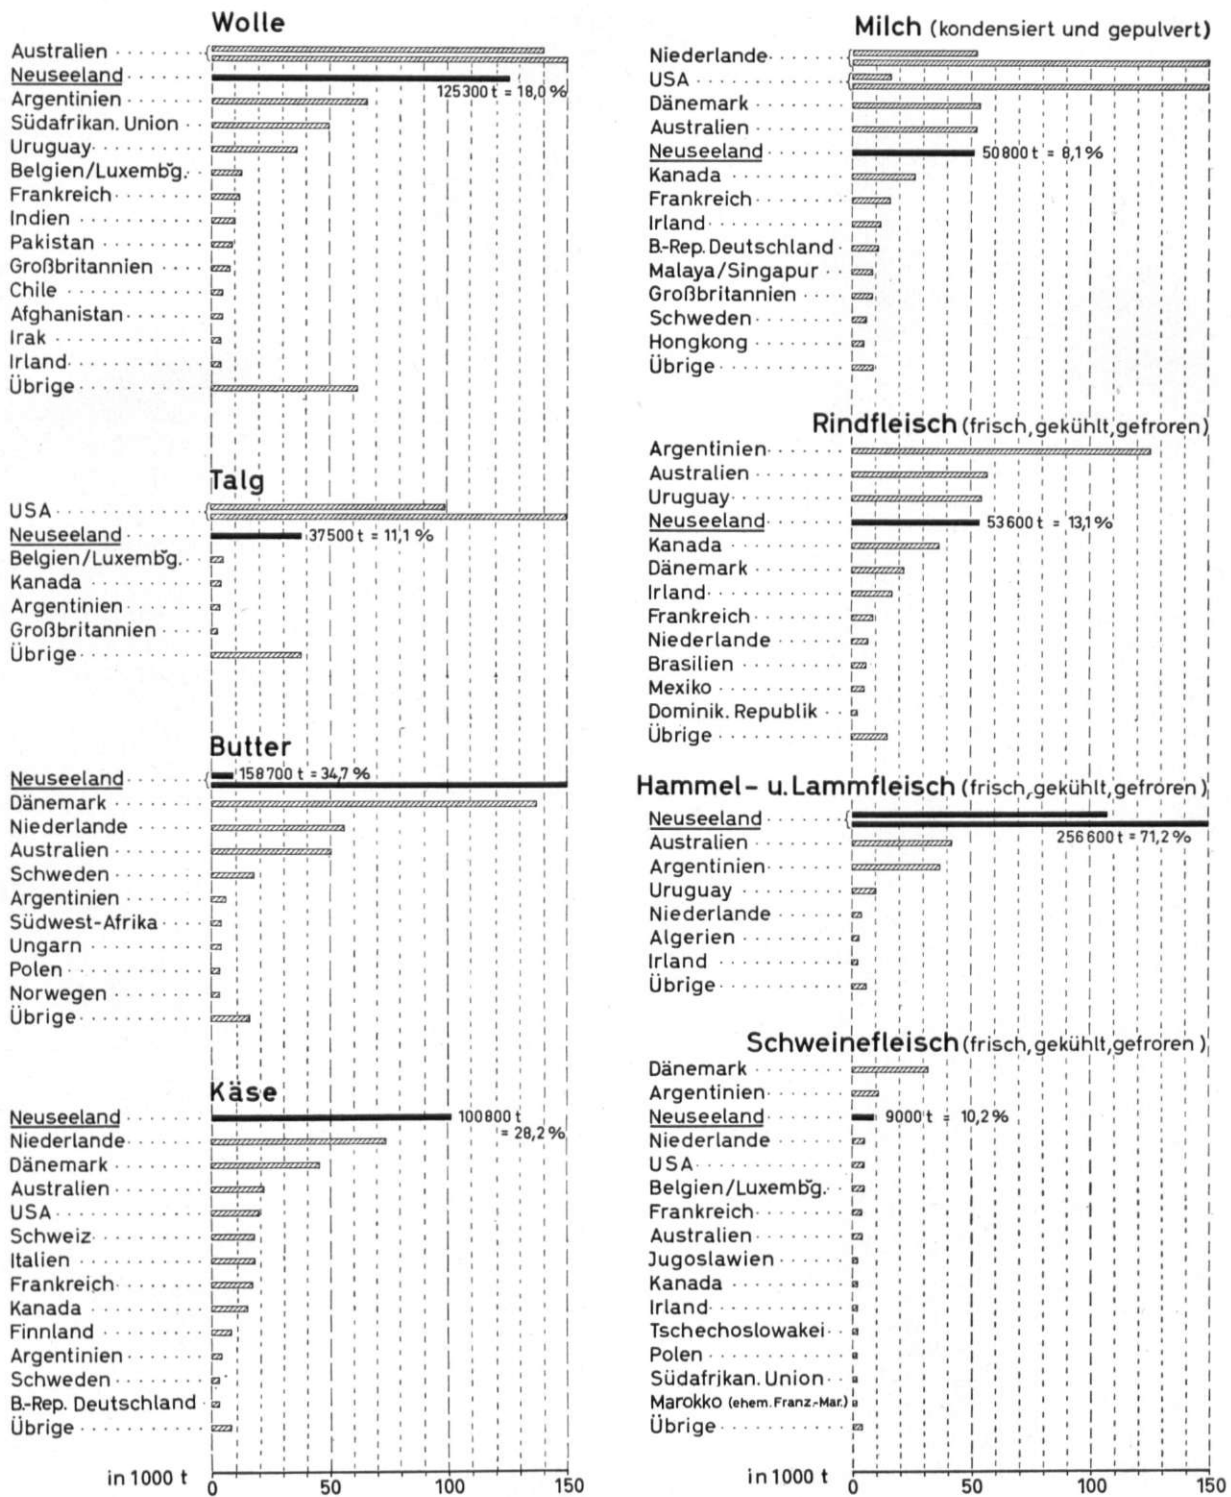 Wolle
Australien
Neuseeland
125300 t = 18,0 %
Argentinien
Südafrikan. Union
Uruguay
Belgien/Luxembg.
Frankreich
Indien
Pakistan
Großbritannien
Chile
Afghanistan
Irak
Irland
Übrige
Talg
USA
Neuseeland 37500 t = 11,1 %
Belgien/Luxembg.
Kanada
Argentinien
Großbritannien
Übrige
Butter
Neuseeland 158700 t = 34,7 %
Dänemark
Niederlande
Australien
Schweden
Argentinien
Südwest-Afrika
Ungarn
Polen
Norwegen
Übrige
Käse
Neuseeland 100800 t
= 28,2 %
Niederlande
Dänemark
Australien
USA
Schweiz
Italien
Frankreich
Kanada
Finnland
Argentinien
Schweden
B.-Rep. Deutschland
Übrige
in 1000 t 0 50 100 150
Milch (kondensiert und gepulvert)
Niederlande
USA
Dänemark
Australien
Neuseeland 50800 t = 8,1 %
Kanada
Frankreich
Irland
B.-Rep. Deutschland
Malaya/Singapur
Großbritannien
Schweden
Hongkong
Übrige
Rindfleisch (frisch, gekühlt, gefroren)
Argentinien
Australien
Uruguay
Neuseeland 53600 t = 13,1 %
Kanada
Dänemark
Irland
Frankreich
Niederlande
Brasilien
Mexiko
Dominik. Republik
Übrige
Hammel- u. Lammfleisch (frisch, gekühlt, gefroren)
Neuseeland
256600 t = 71,2 %
Australien
Argentinien
Uruguay
Niederlande
Algerien
Irland
Übrige
Schweinefleisch (frisch, gekühlt, gefroren)
Dänemark
Argentinien
Neuseeland 9000 t = 10,2 %
Niederlande
USA
Belgien/Luxembg.
Frankreich
Australien
Jugoslawien
Kanada
Irland
Tschechoslowakei
Polen
Südafrikan. Union
Marokko (ehem. Franz.-Mar.)
Übrige
in 1000 t 0 50 100 150